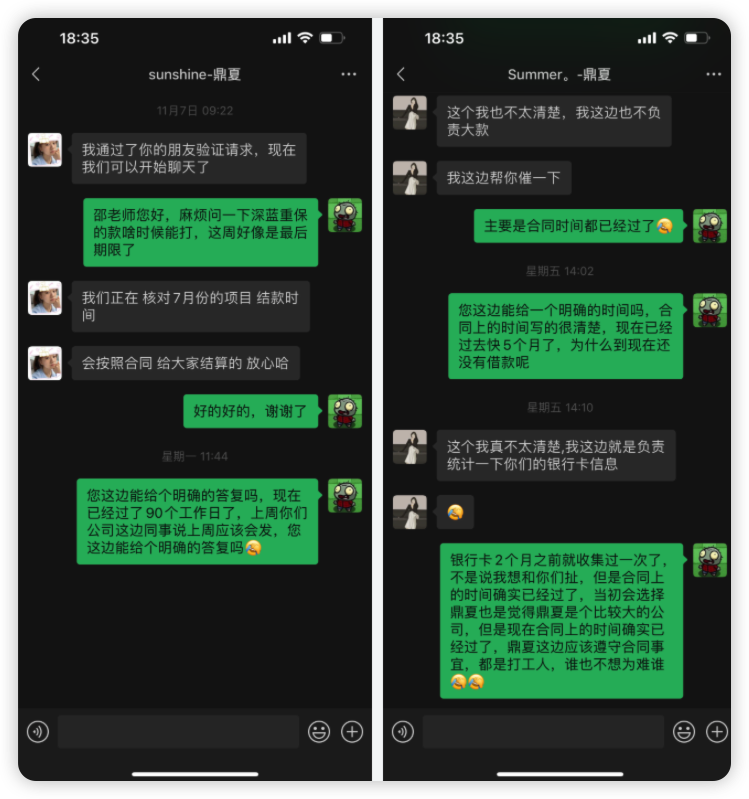 18:35
sunshine-鼎夏
11月7日 09:22
我通过了你的朋友验证请求，现在
我们可以开始聊天了
邵老师您好，麻烦问一下深蓝重保
的款啥时候能打，这周好像是最后
期限了
我们正在 核对7月份的项目 结款时
间
会按照合同 给大家结算的 放心哈
好的好的，谢谢了
星期一 11:44
您这边能给个明确的答复吗，现在
已经过了90个工作日了，上周你们
公司这边同事说上周应该会发，您
这边能给个明确的答复吗
18:35
Summer。-鼎夏
这个我也不太清楚，我这边也不负
责大款
我这边帮你催一下
主要是合同时间都已经过了
星期五 14:02
您这边能给一个明确的时间吗，合
同上的时间写的很清楚，现在已经
过去快5个月了，为什么到现在还
没有借款呢
星期五 14:10
这个我真不太清楚,我这边就是负责
统计一下你们的银行卡信息
银行卡2个月之前就收集过一次了，
不是说我想和你们扯，但是合同上
的时间确实已经过了，当初会选择
鼎夏也是觉得鼎夏是个比较大的公
司，但是现在合同上的时间确实已
经过了，鼎夏这边应该遵守合同事
宜，都是打工人，谁也不想为难谁